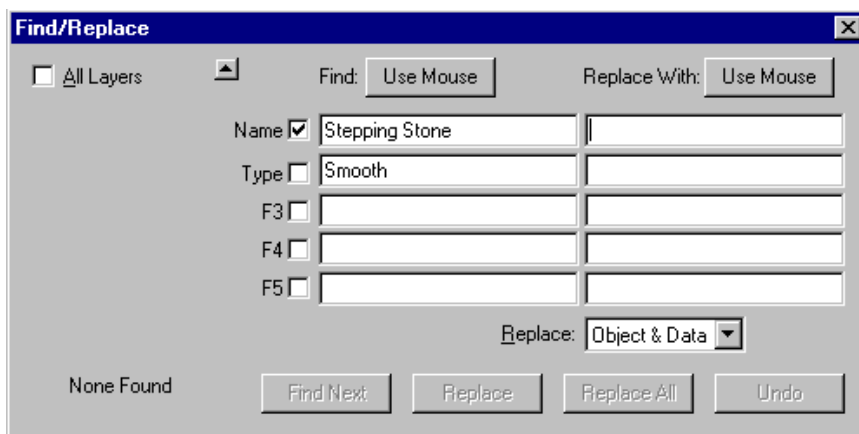 Find/Replace
All Layers Find: Use Mouse Replace With: Use Mouse
Name Stepping Stone
Type Smooth
F3
F4
F5
Replace: Object & Data
None Found Find Next Replace Replace All Undo